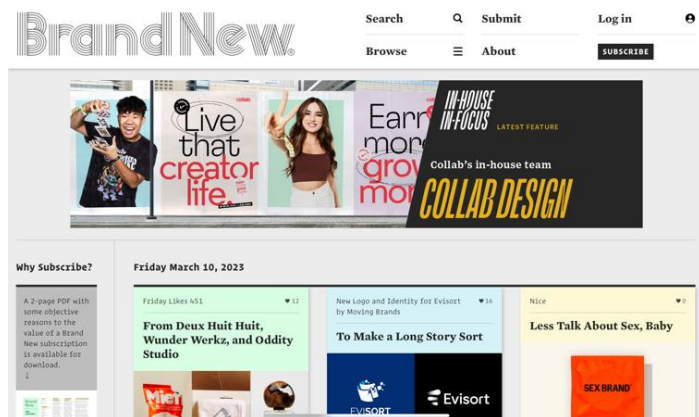 BrandNew.
Search
Submit
Log in
Browse
About
SUBSCRIBE
collab
Live
that
creator
life.
collab
Earn
more
grow
more
IN-HOUSE
IN-FOCUS
LATEST FEATURE
Collab's in-house team
COLLAB DESIGN
Why Subscribe?
Friday March 10, 2023
A 2-page PDF with
some objective
reasons to the
value of a Brand
New subscription
is available for
download.
↓
Friday Likes 451
♥ 12
From Deux Huit Huit,
Wunder Werkz, and Oddity
Studio
New Logo and Identity for Evisort
by Moving Brands
♥ 16
To Make a Long Story Sort
Nice
♥ 0
Less Talk About Sex, Baby
EVISORT
Evisort
SEX BRAND